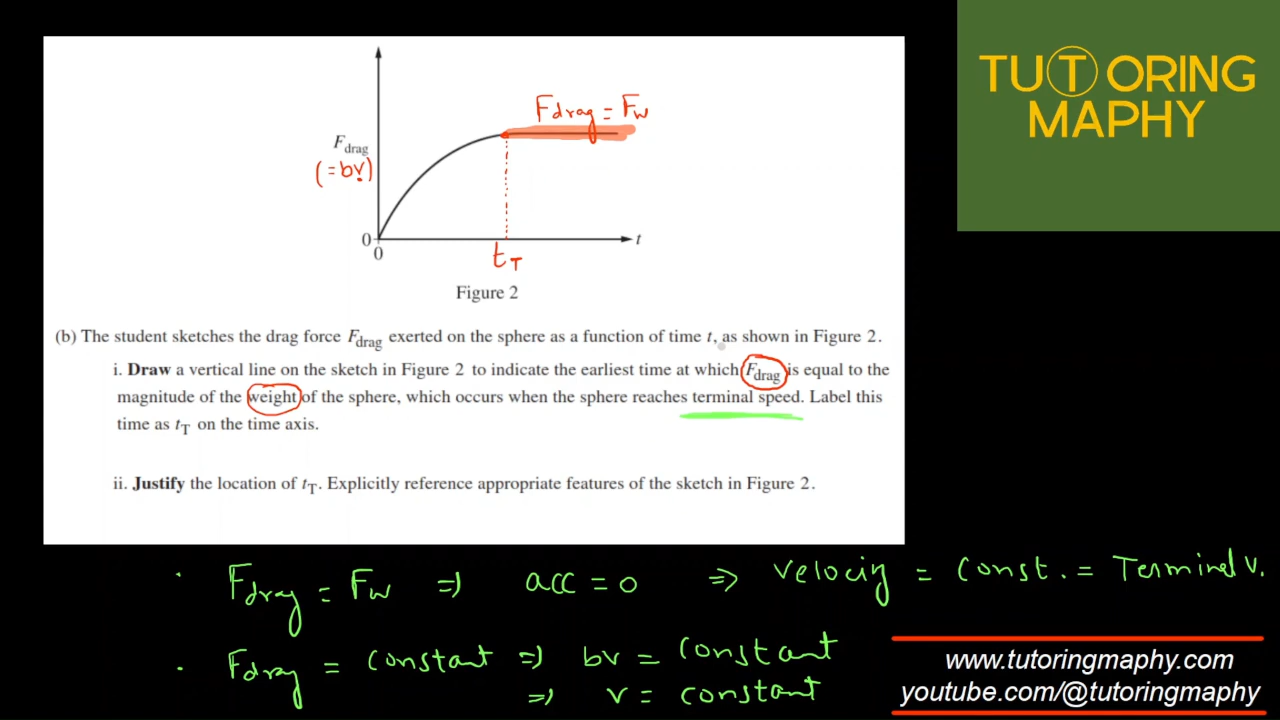 TUTORING
MAPHY
Fdrag = Fw
Fdrag
(=bv)
0
0
tT
t
Figure 2
(b) The student sketches the drag force Fdrag exerted on the sphere as a function of time t, as shown in Figure 2.
i. Draw a vertical line on the sketch in Figure 2 to indicate the earliest time at which Fdrag is equal to the
magnitude of the weight of the sphere, which occurs when the sphere reaches terminal speed. Label this
time as tT on the time axis.
ii. Justify the location of tT. Explicitly reference appropriate features of the sketch in Figure 2.
· Fdrag = Fw => acc = 0 => velociy = const. = Terminal v.
· Fdrag = constant => bv = constant
=> v = constant
www.tutoringmaphy.com
youtube.com/@tutoringmaphy